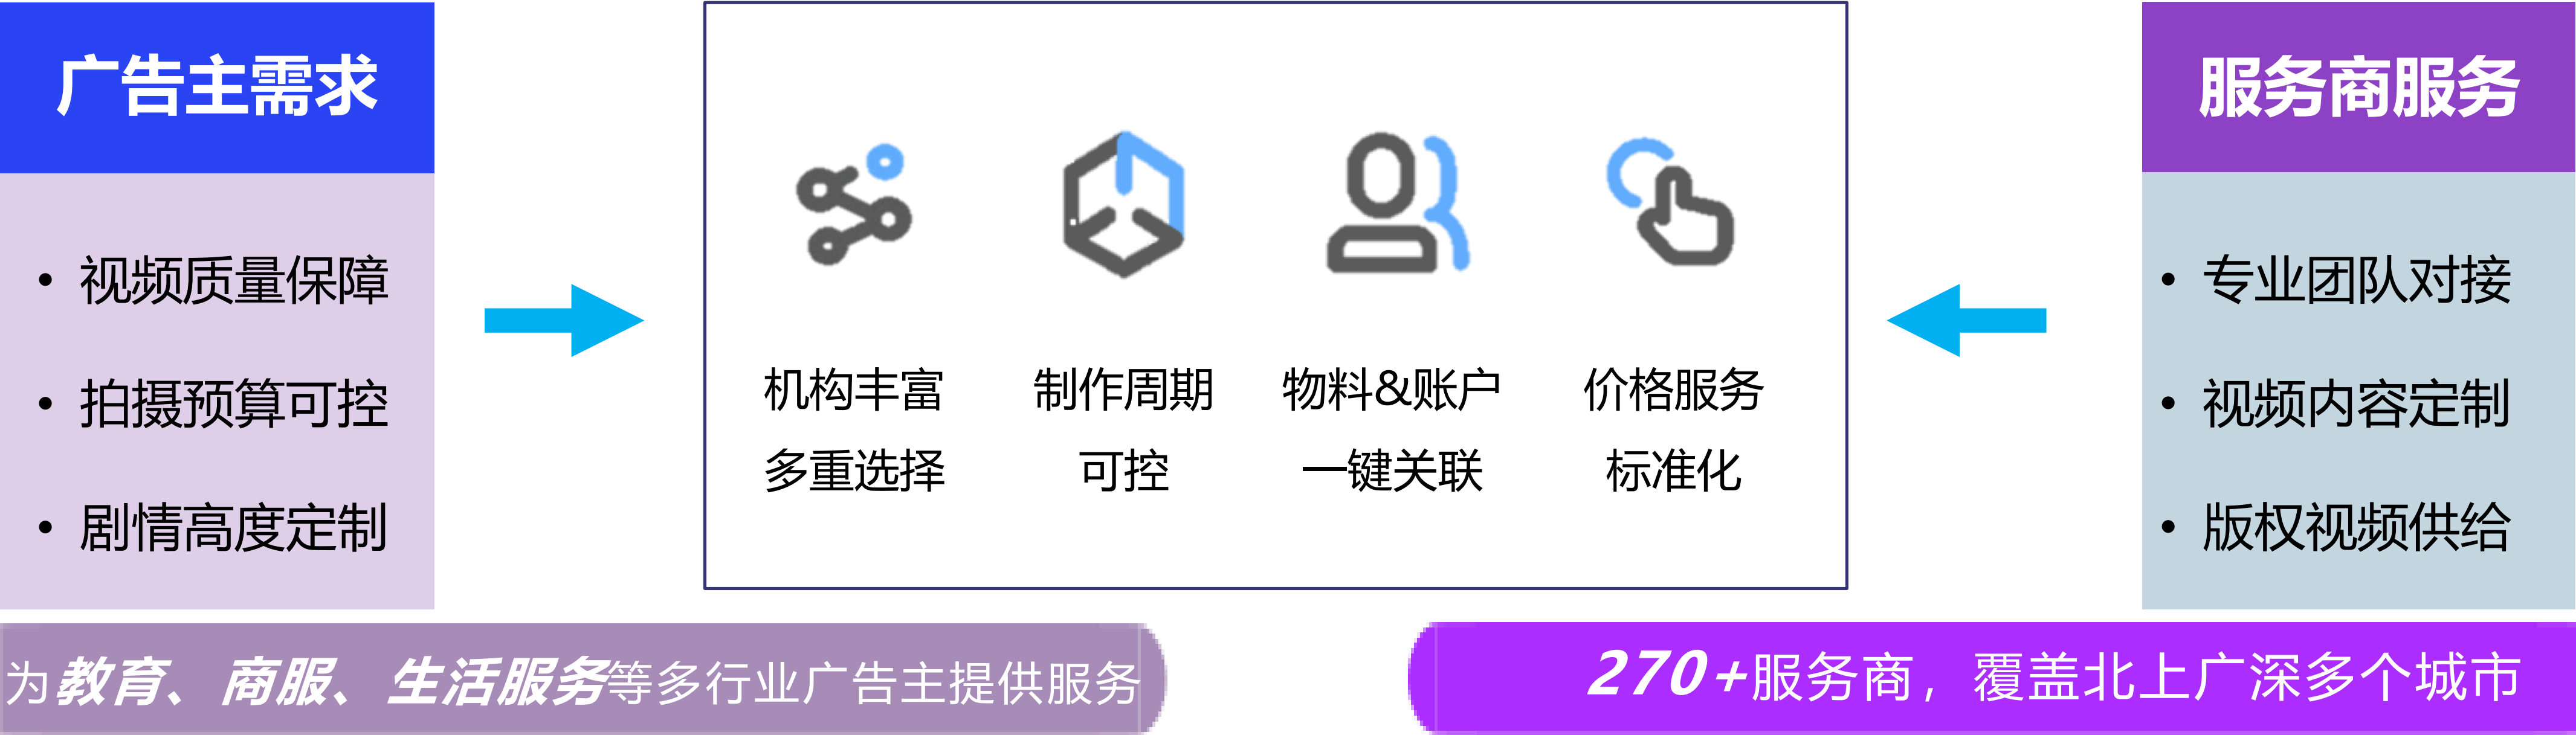 广告主需求
• 视频质量保障
• 拍摄预算可控
• 剧情高度定制
机构丰富
多重选择
制作周期
可控
物料&账户
一键关联
价格服务
标准化
服务商服务
• 专业团队对接
• 视频内容定制
• 版权视频供给
为教育、商服、生活服务等多行业广告主提供服务
270+服务商，覆盖北上广深多个城市